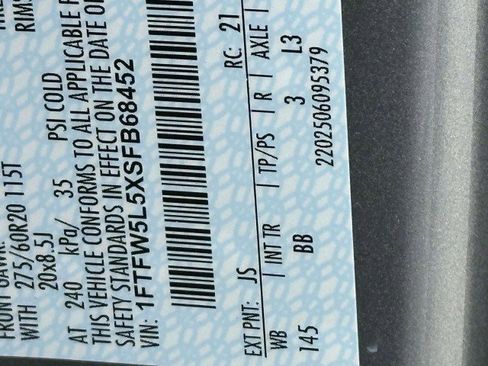 FRONT GAWR:
WITH 275/60R20 115T
20x8.5J RIMS
AT 240 kPa/ 35 PSI COLD
THIS VEHICLE CONFORMS TO ALL APPLICABLE F
SAFETY STANDARDS IN EFFECT ON THE DATE O
VIN: 1FTFW5L5XSFB68452
EXT PNT: JS RC: 21
WB INT TR TP/PS R AXLE
145 BB 3 L3
2202506095379